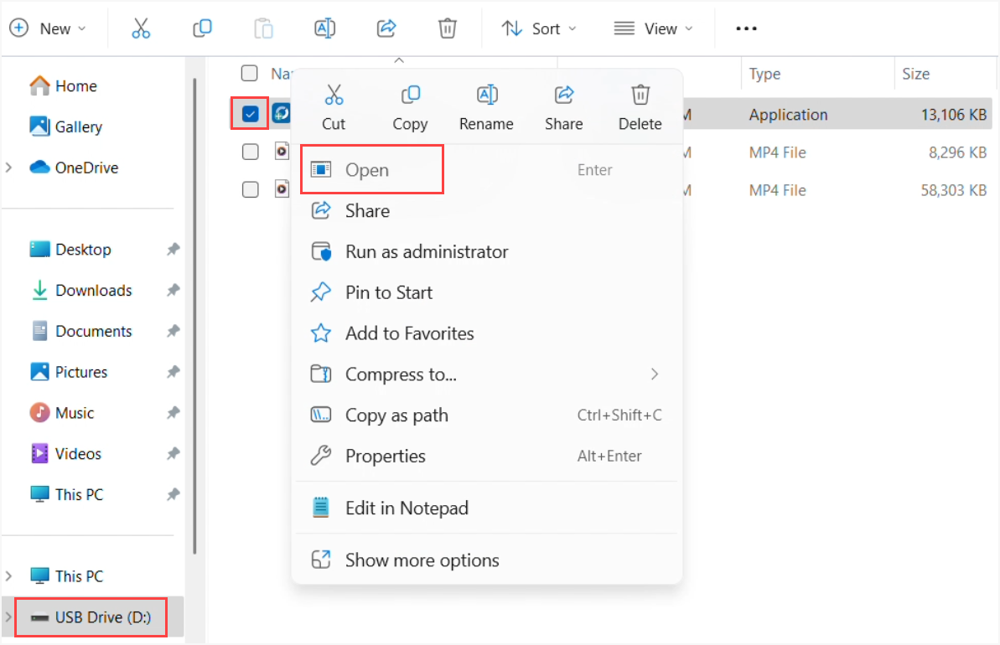 New Sort View
Home
Gallery
OneDrive
Desktop
Downloads
Documents
Pictures
Music
Videos
This PC
This PC
USB Drive (D:)
Type Size
Application 13,106 KB
MP4 File 8,296 KB
MP4 File 58,303 KB
Cut Copy Rename Share Delete
Open Enter
Share
Run as administrator
Pin to Start
Add to Favorites
Compress to...
Copy as path Ctrl+Shift+C
Properties Alt+Enter
Edit in Notepad
Show more options